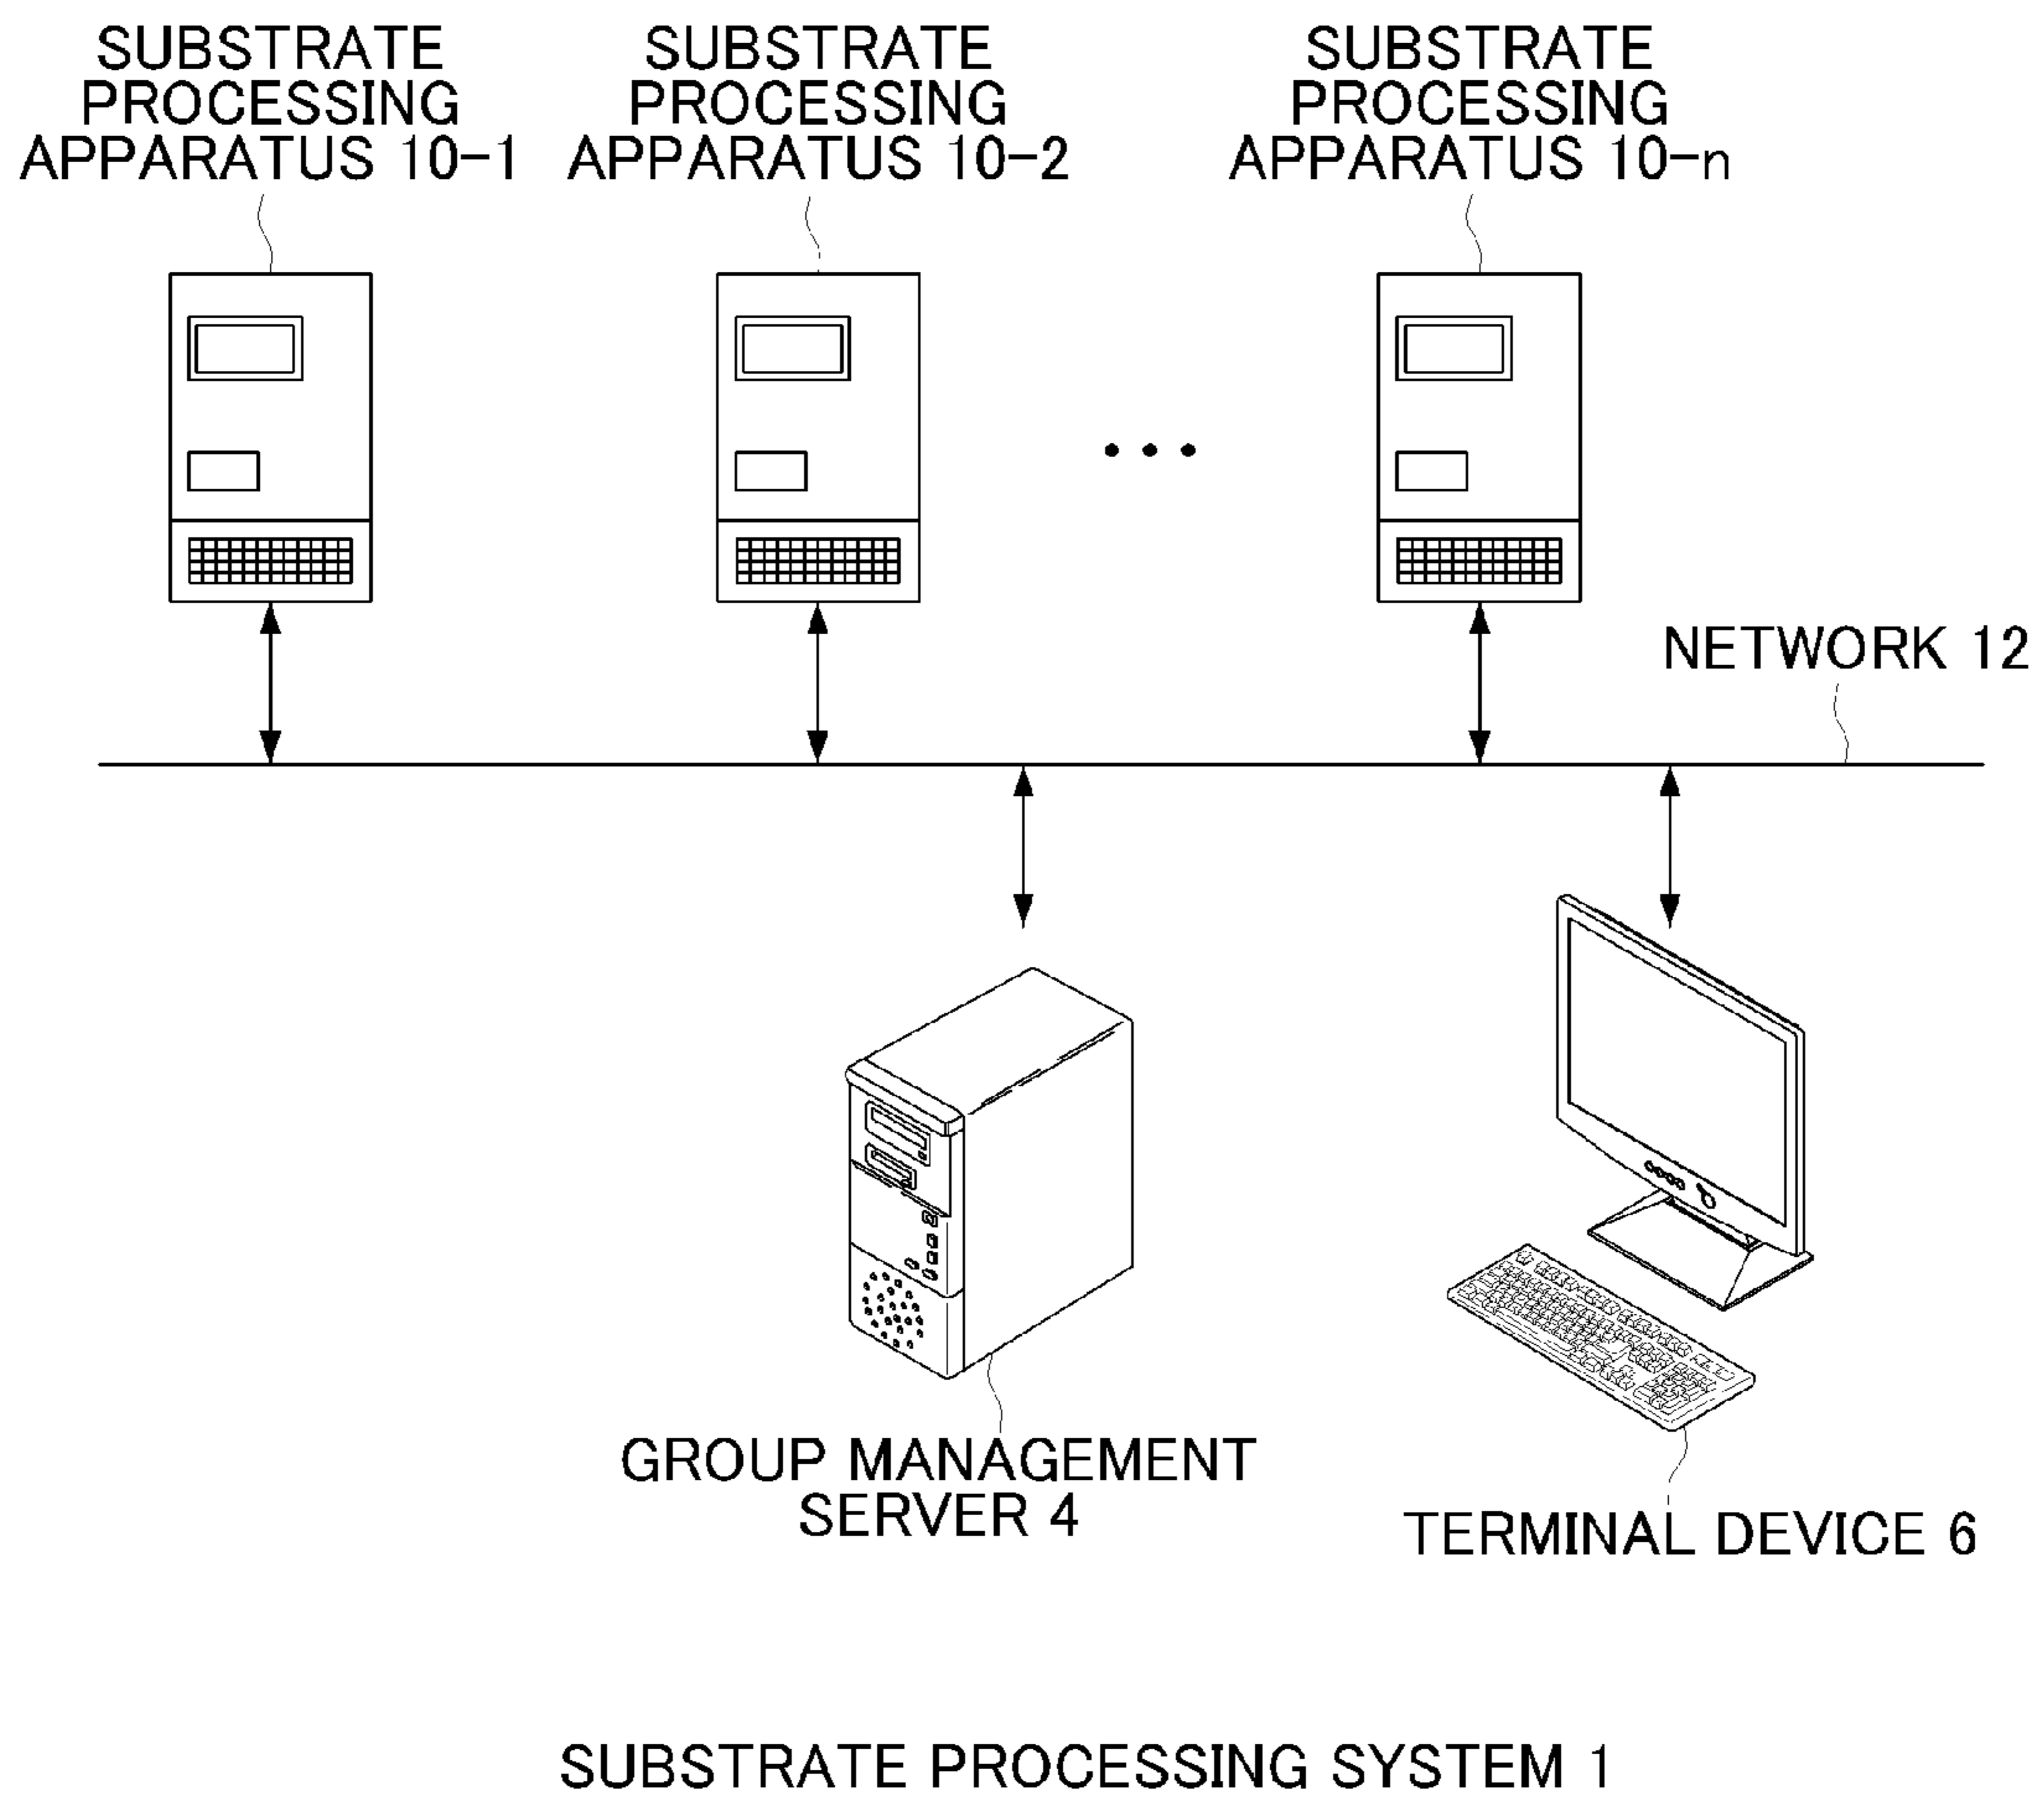 SUBSTRATE
PROCESSING
APPARATUS 10-1
SUBSTRATE
PROCESSING
APPARATUS 10-2
SUBSTRATE
PROCESSING
APPARATUS 10-n
NETWORK 12
GROUP MANAGEMENT
SERVER 4
TERMINAL DEVICE 6
SUBSTRATE PROCESSING SYSTEM 1